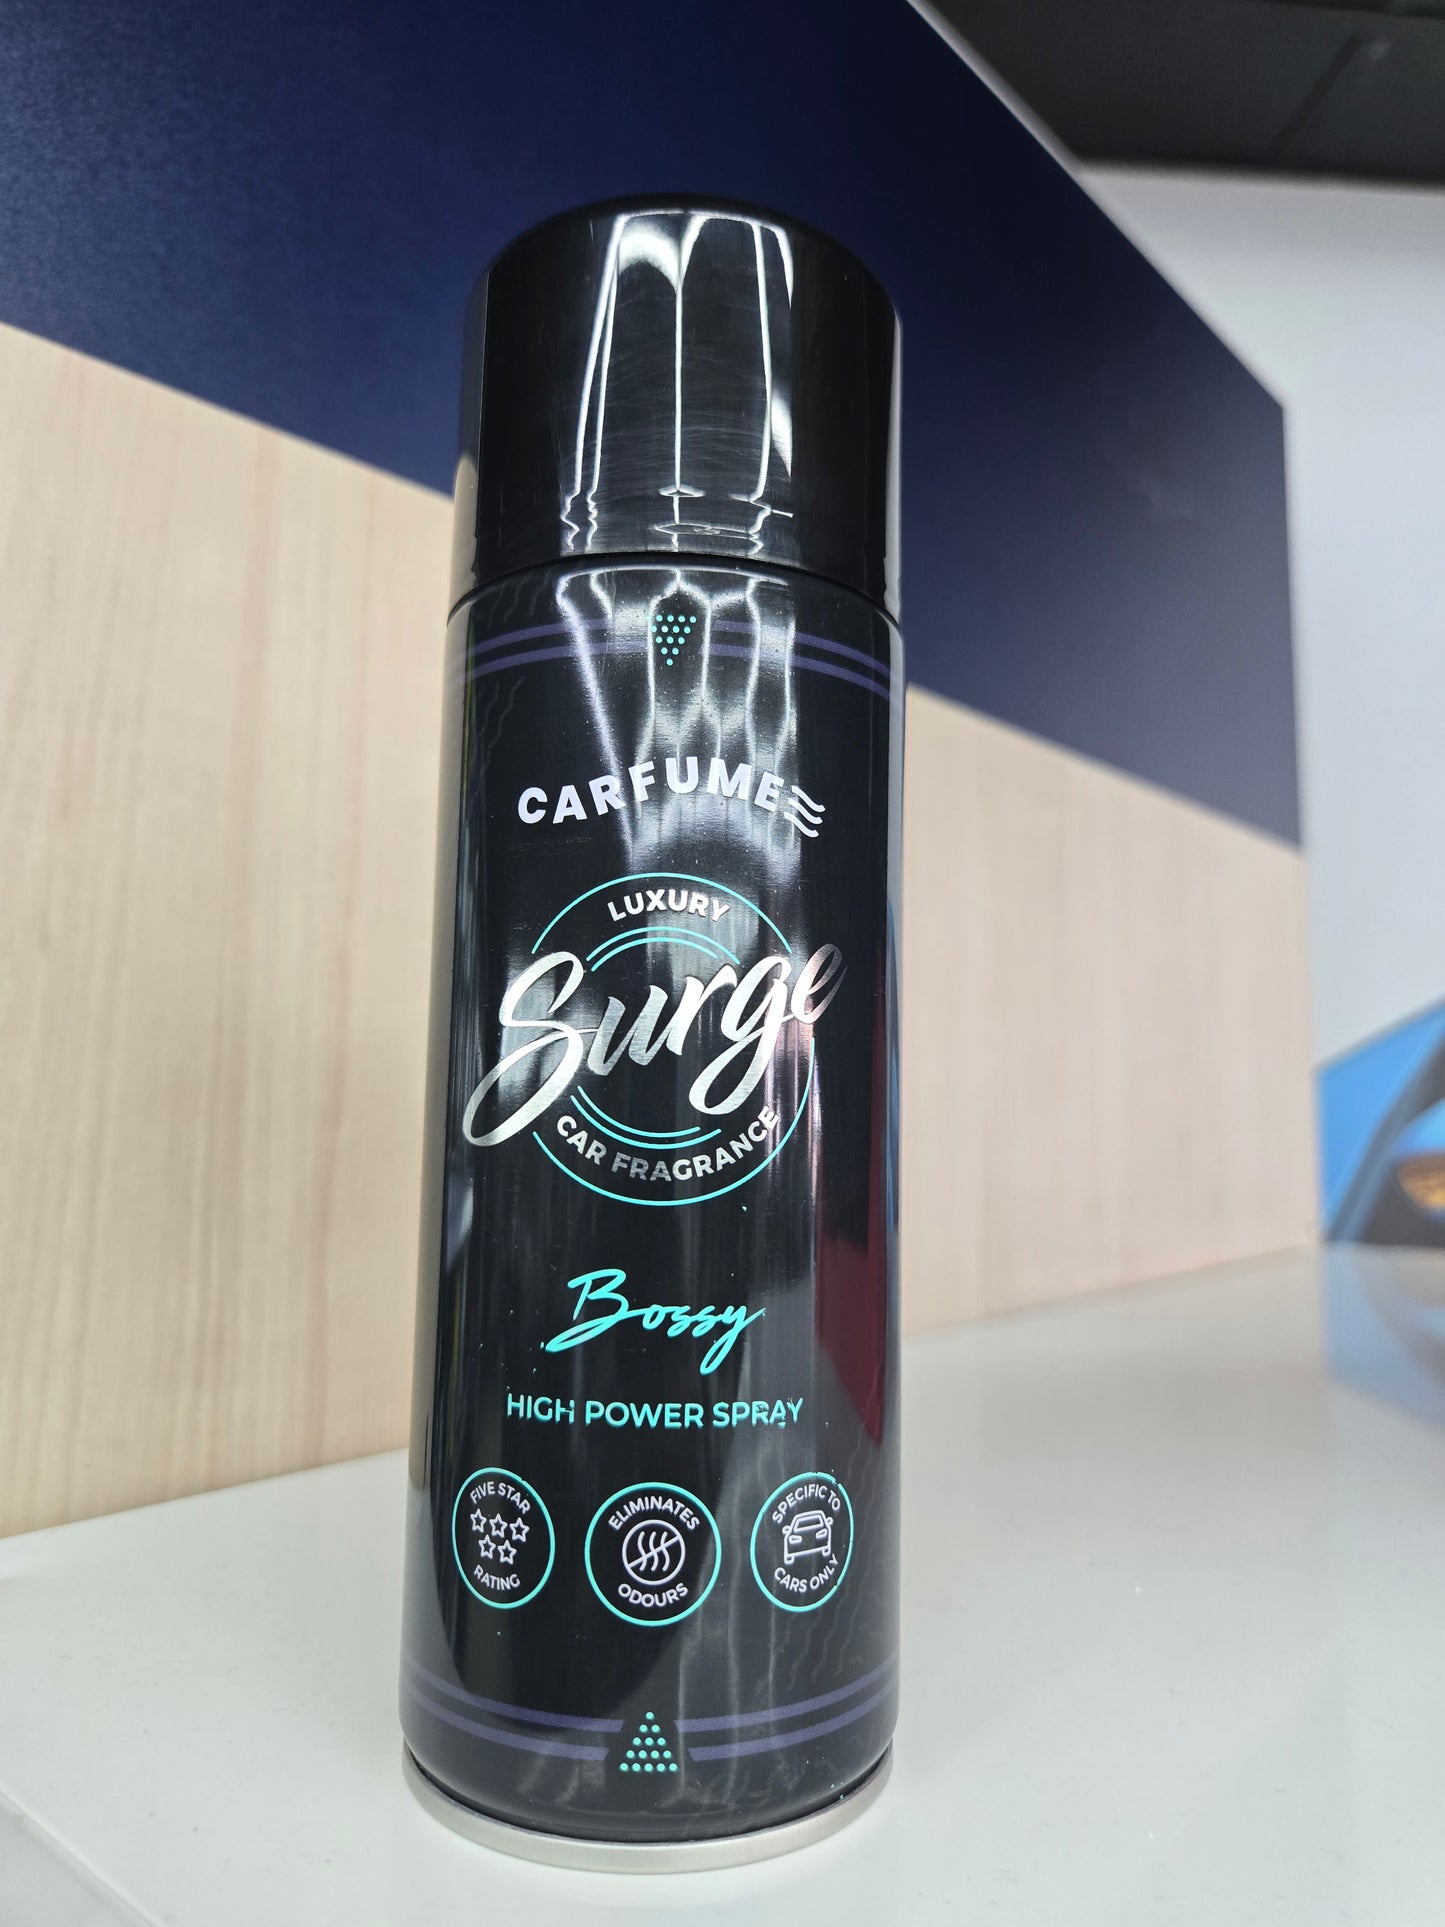 CARFUME
LUXURY
Surge
CAR FRAGRANCE
Bossy
HIGH POWER SPRAY
FIVE STAR
RATING
ELIMINATES
ODOURS
SPECIFIC TO
CARS ONLY